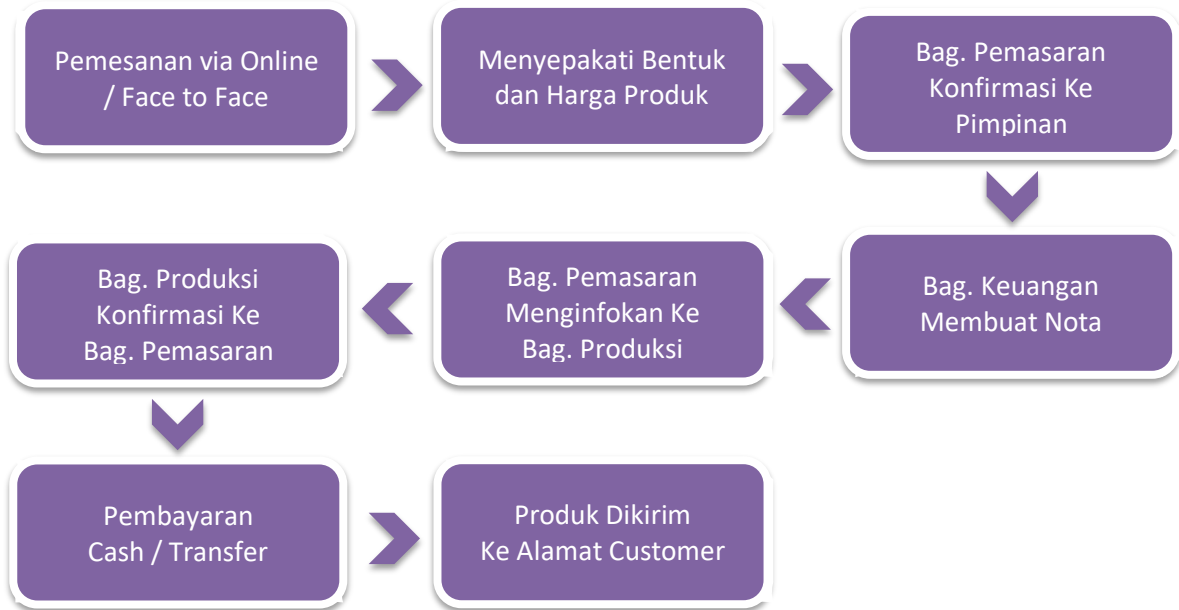 Pemesanan via Online
/ Face to Face
Menyepakati Bentuk
dan Harga Produk
Bag. Pemasaran
Konfirmasi Ke
Pimpinan
Bag. Keuangan
Membuat Nota
Bag. Pemasaran
Menginfokan Ke
Bag. Produksi
Bag. Produksi
Konfirmasi Ke
Bag. Pemasaran
Pembayaran
Cash / Transfer
Produk Dikirim
Ke Alamat Customer